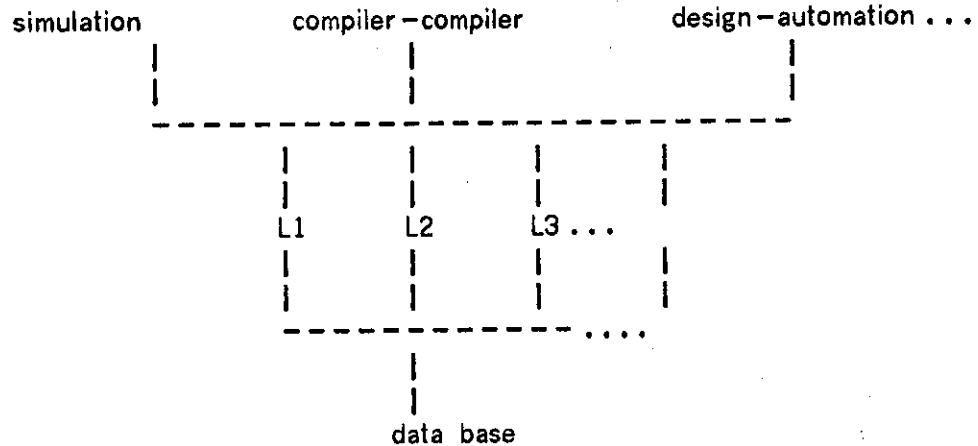 simulation compiler-compiler design-automation ...
L1 L2 L3 ...
....
data base